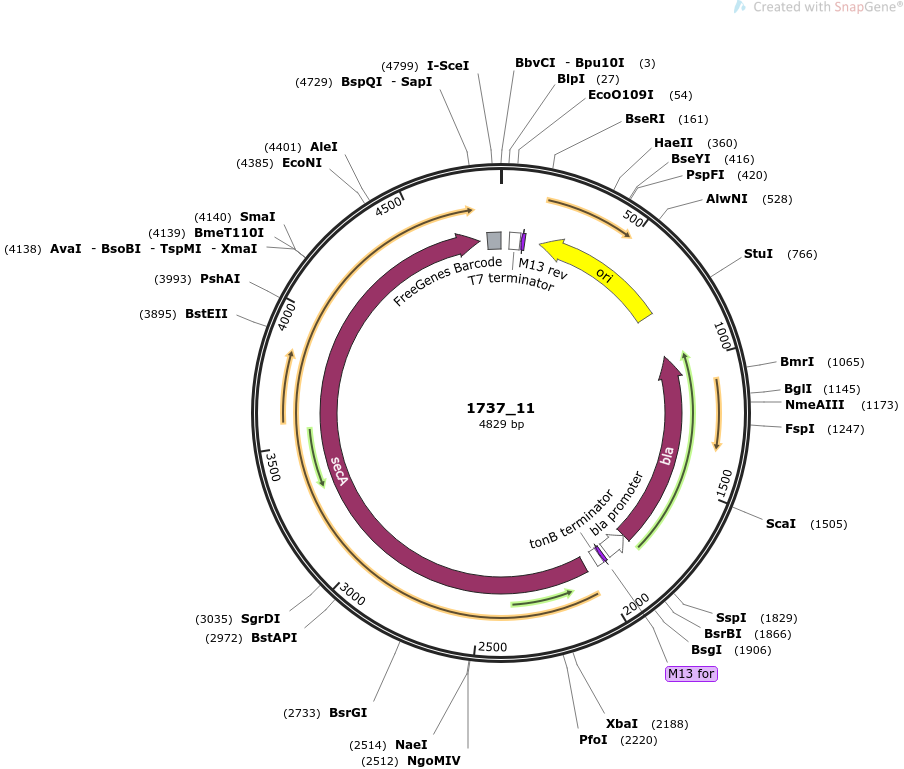 Created with SnapGene®
(4799) I-SceI
(4729) BspQI - SapI
BbvCI - Bpu10I (3)
BlpI (27)
EcoO109I (54)
BseRI (161)
HaeII (360)
BseYI (416)
PspFI (420)
AlwNI (528)
StuI (766)
BmrI (1065)
BglI (1145)
NmeAIII (1173)
FspI (1247)
ScaI (1505)
SspI (1829)
BsrBI (1866)
BsgI (1906)
M13 for
XbaI (2188)
PfoI (2220)
(2512) NgoMIV
(2514) NaeI
(2733) BsrGI
(2972) BstAPI
(3035) SgrDI
(3895) BstEII
(3993) PshAI
(4138) AvaI - BsoBI - TspMI - XmaI
(4139) BmeT110I
(4140) SmaI
(4385) EcoNI
(4401) AleI
500
1000
1500
2000
2500
3000
3500
4000
4500
FreeGenes Barcode
T7 terminator
M13 rev
ori
bla
bla promoter
tonB terminator
secA
1737_11
4829 bp